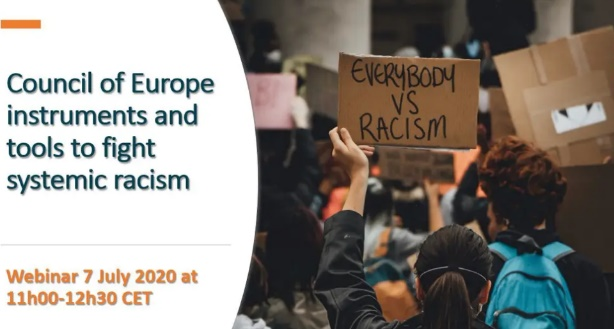 Council of Europe
instruments and
tools to fight
systemic racism
Webinar 7 July 2020 at
11h00-12h30 CET
EVERYBODY
VS
RACISM